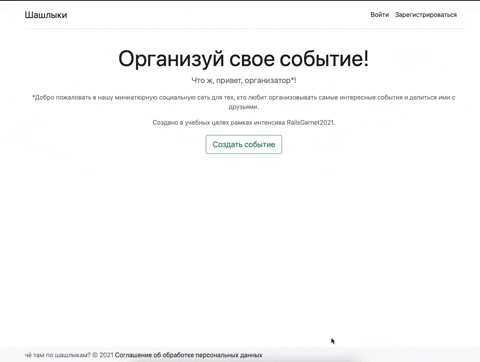 Шашлыки
Войти Зарегистрироваться
Организуй свое событие!
Что ж, привет, организатор*!
*Добро пожаловать в нашу миниатюрную социальную сеть для тех, кто любит организовывать самые интересные события и делиться ими с
друзьями.
Создано в учебных целях рамках интенсива RailsGarnet2021.
Создать событие
чё там по шашлыкам? © 2021 Соглашение об обработке персональных данных